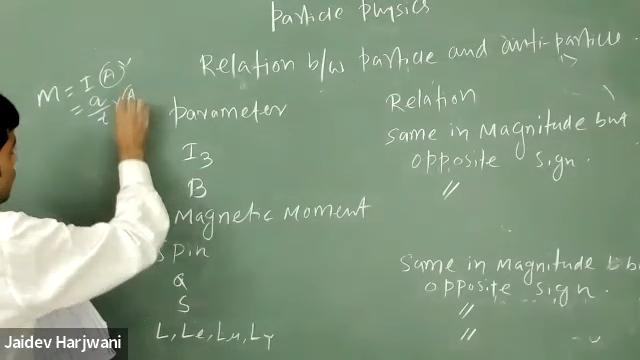 particle physics
Relation b/w particle and anti-particle
M = I (A)
= q/t × A
parameter
Relation
I3
same in magnitude but
opposite sign.
B
"
Magnetic Moment
spin
Same in magnitude but
opposite sign.
Q
S
"
L, Le, Lμ, Lτ
"
Jaidev Harjwani